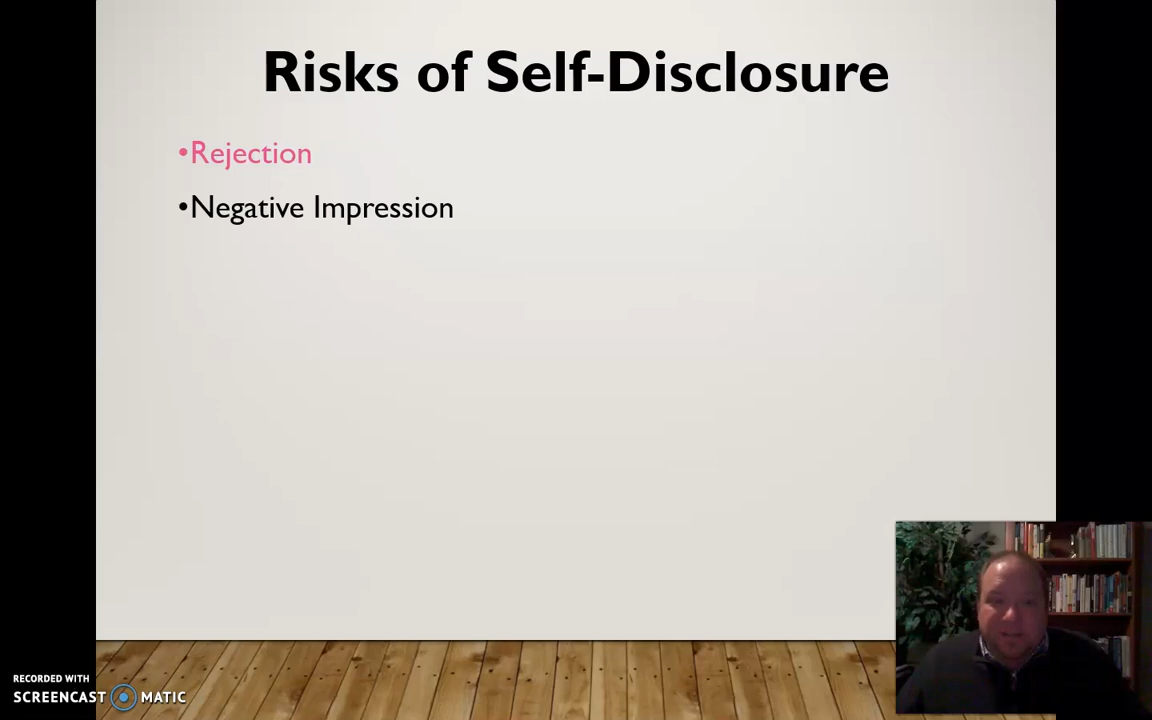 Risks of Self-Disclosure
•Rejection
•Negative Impression
RECORDED WITH
SCREENCAST MATIC